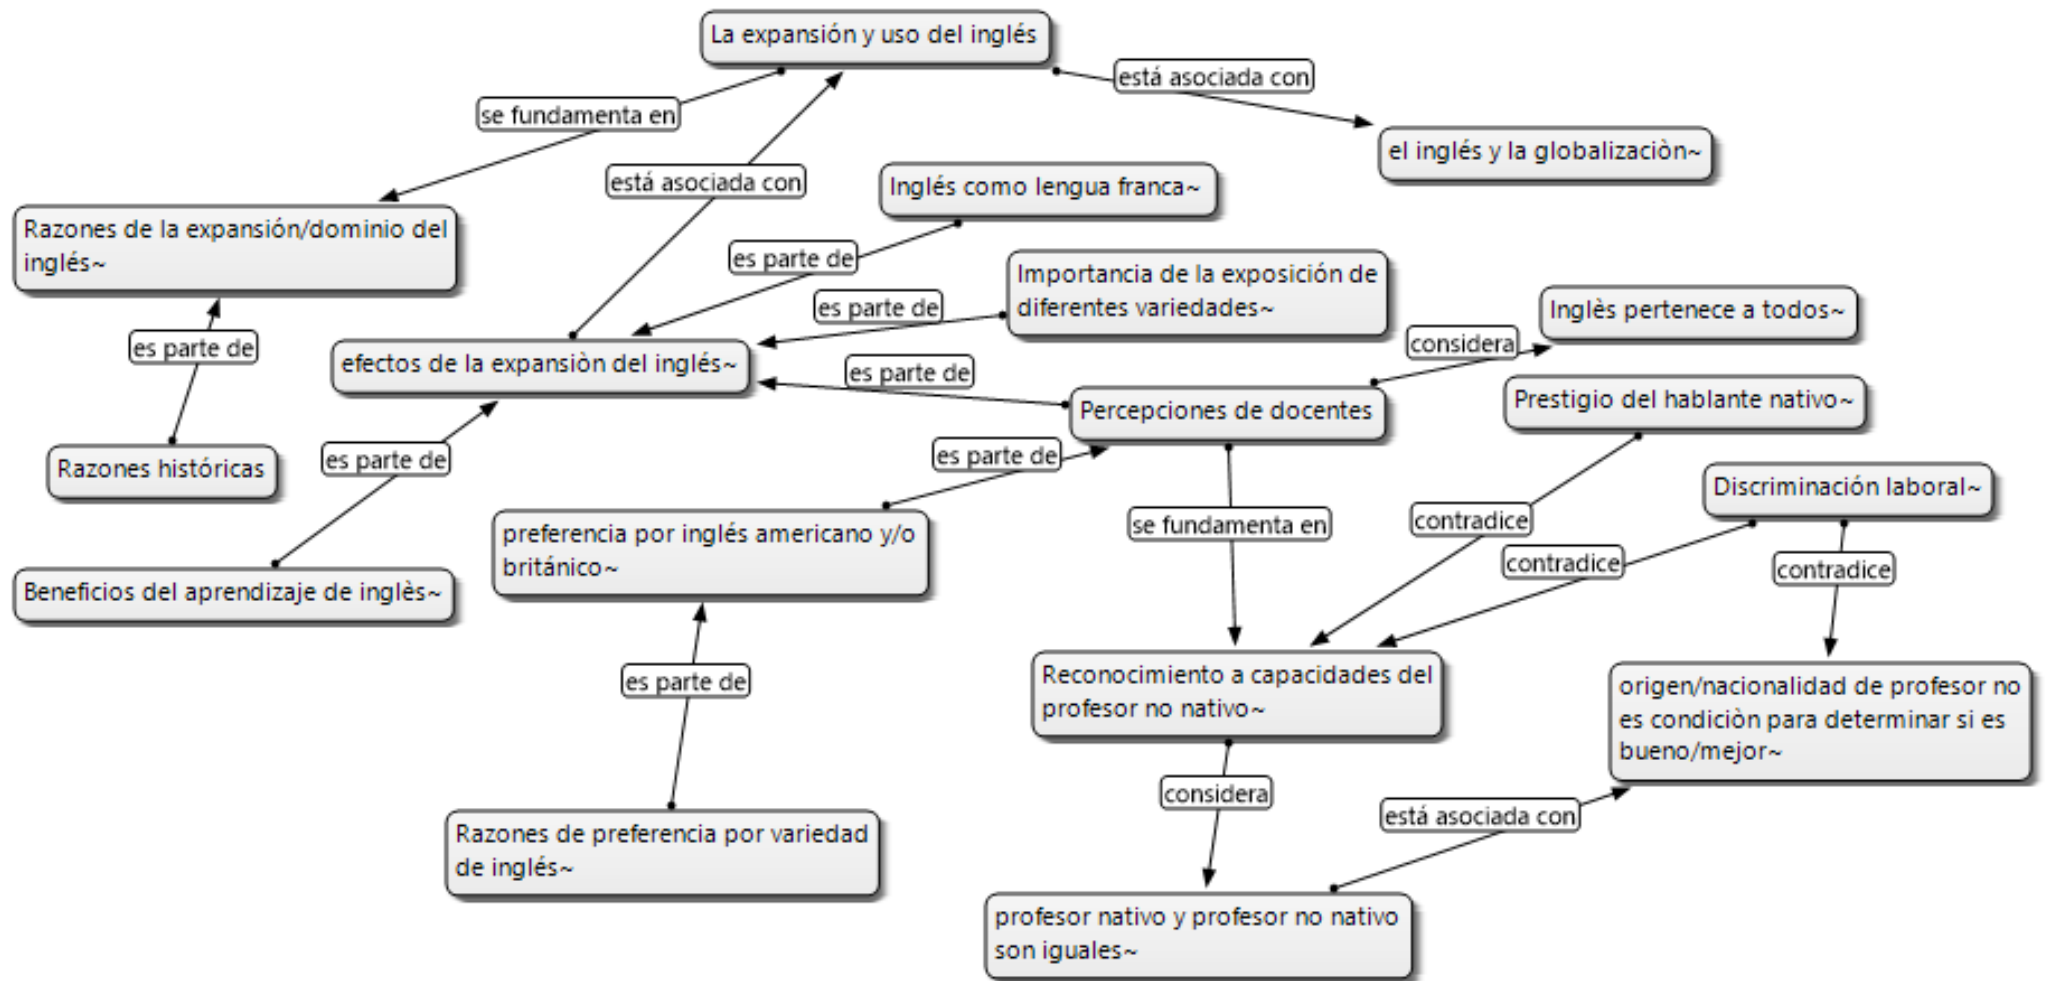 La expansión y uso del inglés
está asociada con
se fundamenta en
el inglés y la globalizaciòn~
está asociada con
Inglés como lengua franca~
Razones de la expansión/dominio del
inglés~
es parte de
Importancia de la exposición de
diferentes variedades~
es parte de
Inglès pertenece a todos~
es parte de
considera
efectos de la expansiòn del inglés~
es parte de
Percepciones de docentes
Prestigio del hablante nativo~
Razones históricas
es parte de
es parte de
Discriminación laboral~
preferencia por inglés americano y/o
británico~
se fundamenta en
contradice
contradice
contradice
Beneficios del aprendizaje de inglès~
es parte de
Reconocimiento a capacidades del
profesor no nativo~
origen/nacionalidad de profesor no
es condiciòn para determinar si es
bueno/mejor~
considera
está asociada con
Razones de preferencia por variedad
de inglés~
profesor nativo y profesor no nativo
son iguales~